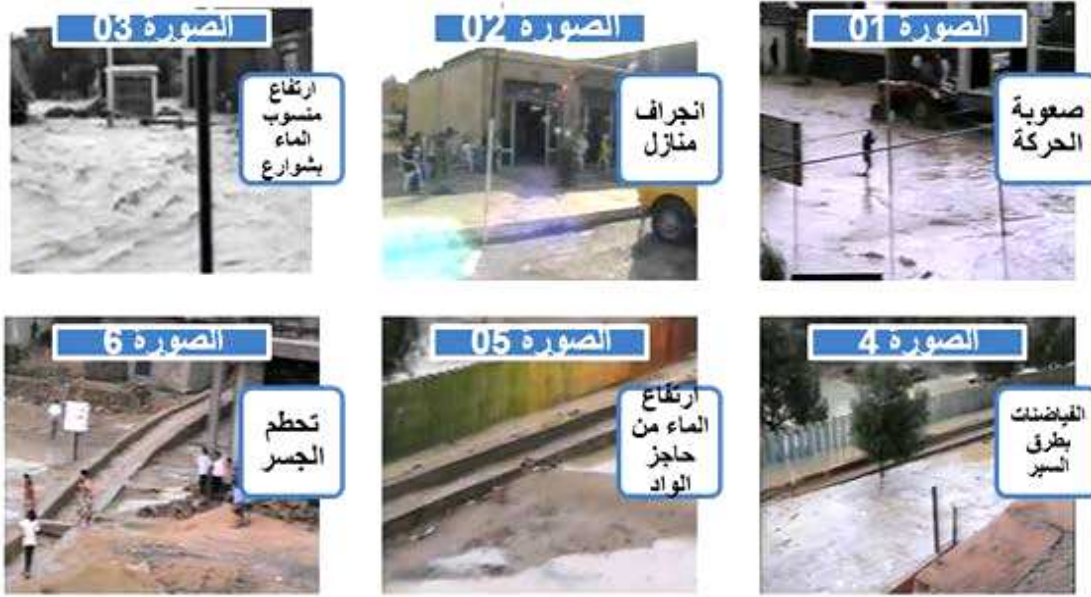 الصورة 01
صعوبة
الحركة
الصورة 02
انجراف
منازل
الصورة 03
ارتفاع
منسوب
الماء
بشوارع
الصورة 4
الفياضنات
بطرق
السير
الصورة 05
ارتفاع
الماء من
حاجز
الواد
الصورة 6
تحطم
الجسر